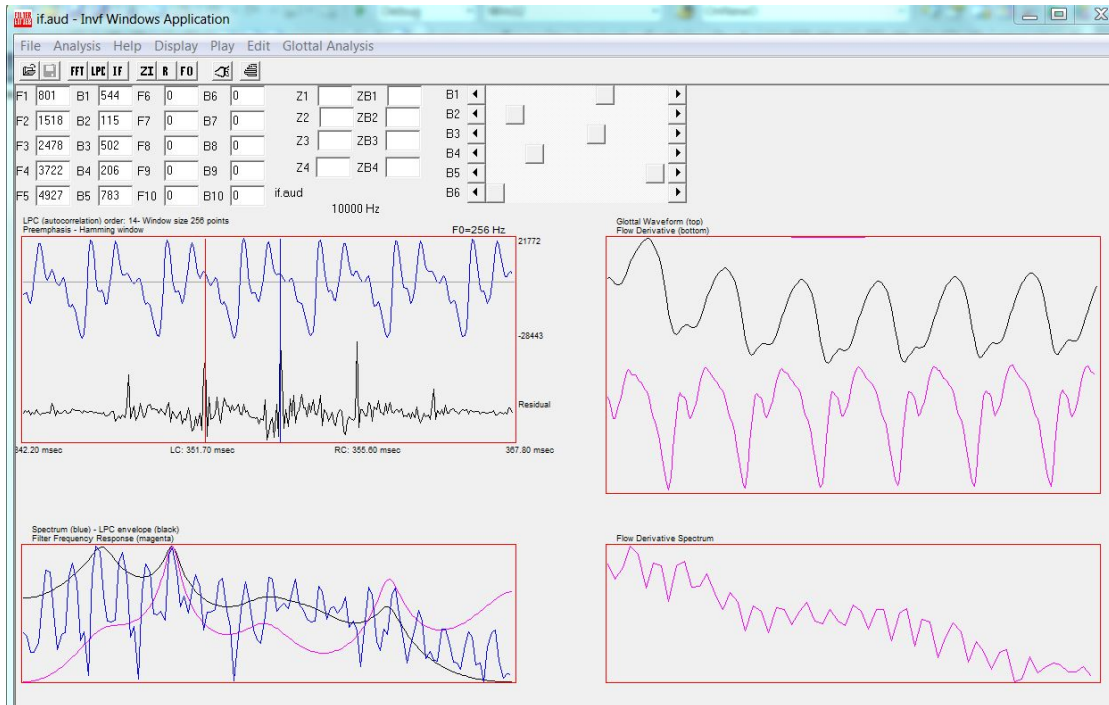 if.aud - Invf Windows Application
File Analysis Help Display Play Edit Glottal Analysis
FFT LPC IF ZI R FO
F1 801 B1 544 F6 0 B6 0 Z1 ZB1 B1
F2 1518 B2 115 F7 0 B7 0 Z2 ZB2 B2
F3 2478 B3 502 F8 0 B8 0 Z3 ZB3 B3
F4 3722 B4 206 F9 0 B9 0 Z4 ZB4 B4
F5 4927 B5 783 F10 0 B10 0 if.aud B5
B6
10000 Hz
LPC (autocorrelation) order: 14- Window size 256 points
Preemphasis - Hamming window F0=256 Hz
21772
-28443
Residual
342.20 msec LC: 351.70 msec RC: 355.60 msec 367.80 msec
Glottal Waveform (top)
Flow Derivative (bottom)
Spectrum (blue) - LPC envelope (black)
Filter Frequency Response (magenta)
Flow Derivative Spectrum